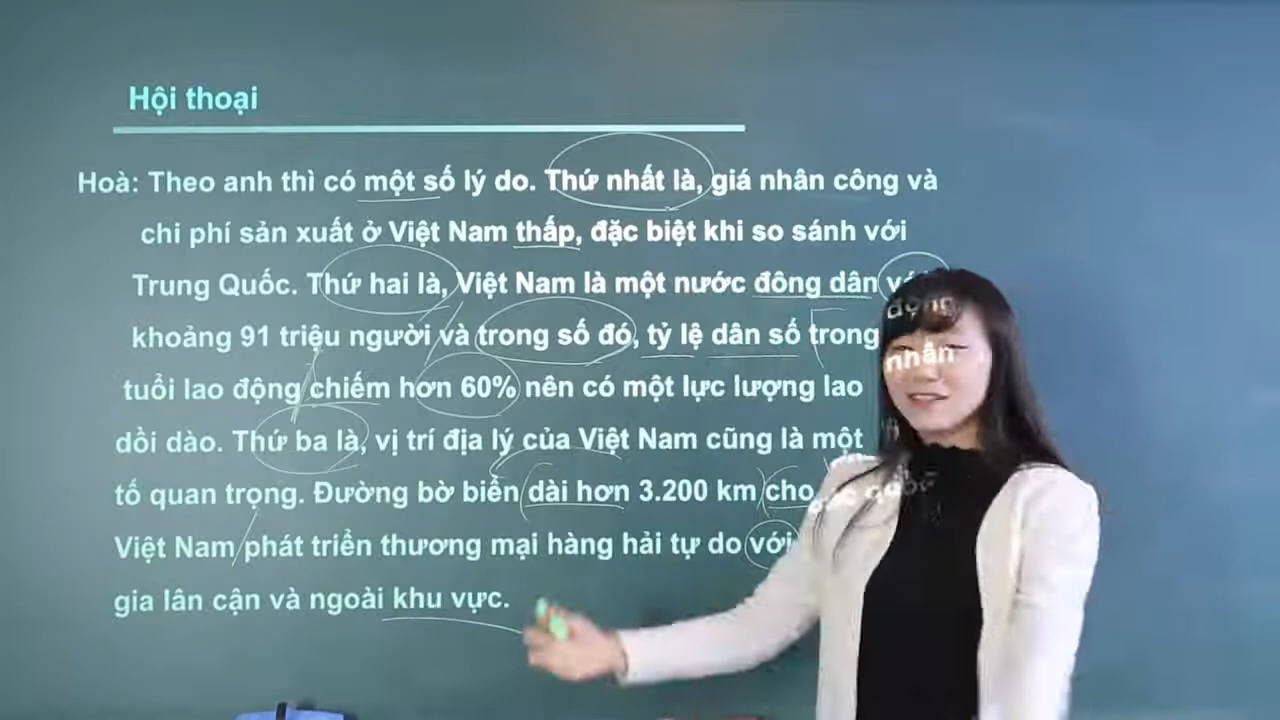 Hội thoại
Hoà: Theo anh thì có một số lý do. Thứ nhất là, giá nhân công và
chi phí sản xuất ở Việt Nam thấp, đặc biệt khi so sánh với
Trung Quốc. Thứ hai là, Việt Nam là một nước đông dân với
khoảng 91 triệu người và trong số đó, tỷ lệ dân số trong
tuổi lao động chiếm hơn 60% nên có một lực lượng lao động
dồi dào. Thứ ba là, vị trí địa lý của Việt Nam cũng là một nhân
tố quan trọng. Đường bờ biển dài hơn 3.200 km cho
Việt Nam phát triển thương mại hàng hải tự do với các quốc
gia lân cận và ngoài khu vực.